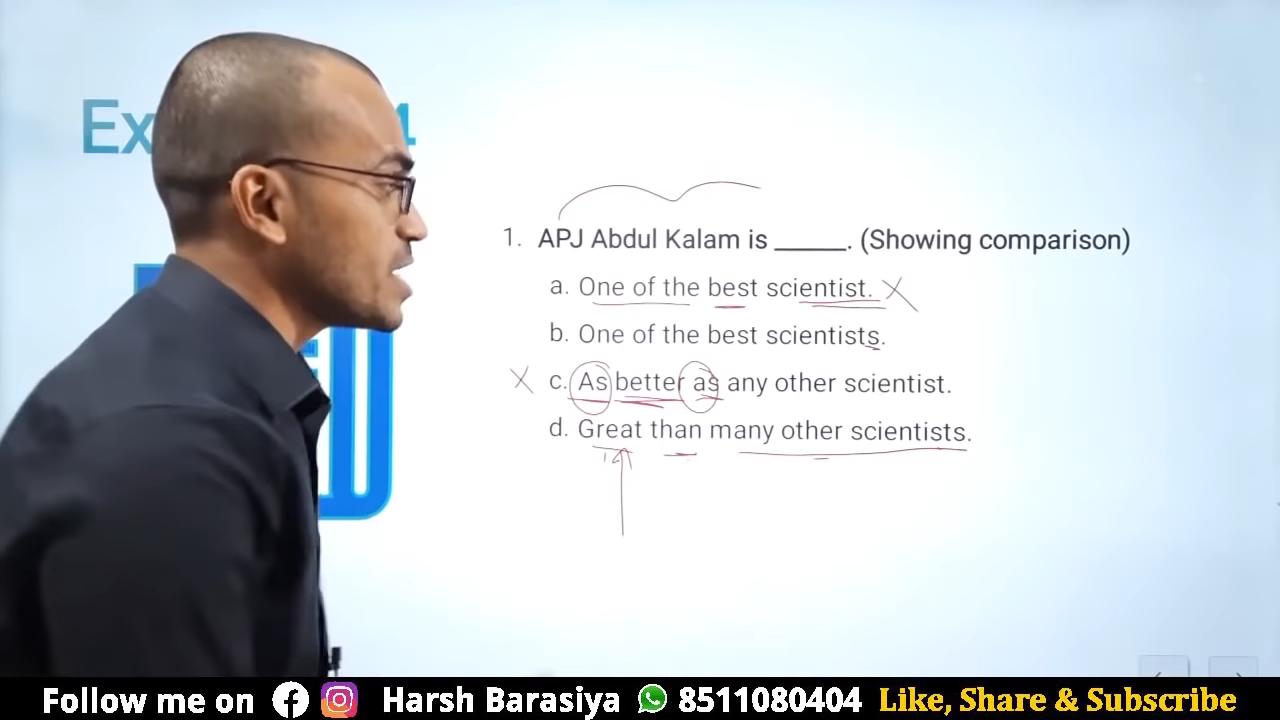 Ex 4
1. APJ Abdul Kalam is _____. (Showing comparison)
a. One of the best scientist. X
b. One of the best scientists.
X c. As better as any other scientist.
d. Great than many other scientists.
Follow me on Harsh Barasiya 8511080404 Like, Share & Subscribe